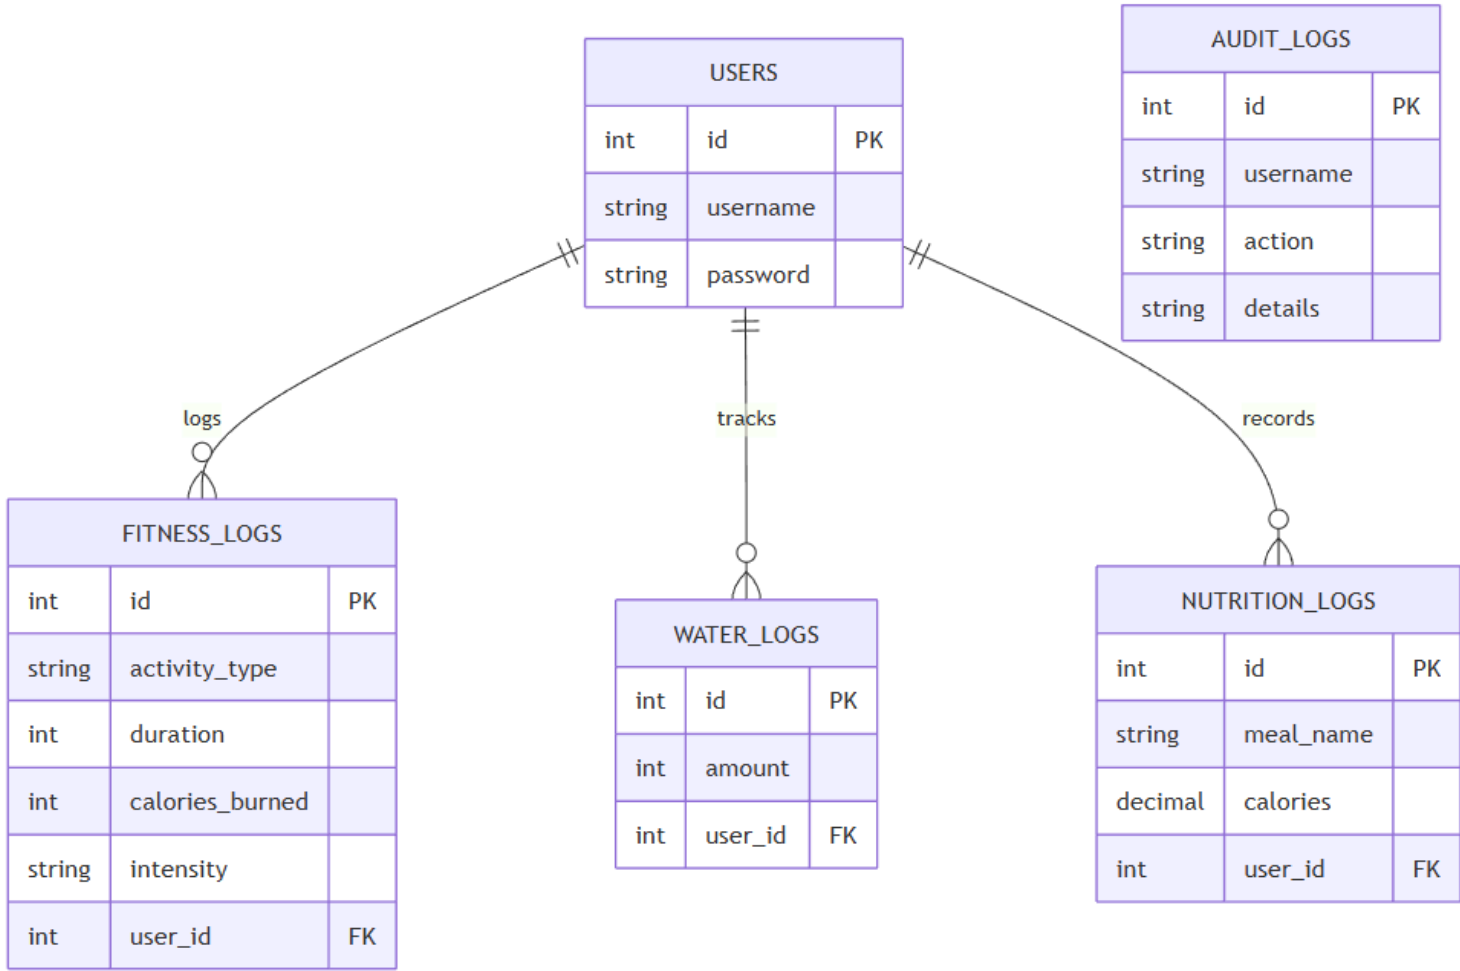 USERS
int id PK
string username
string password
AUDIT_LOGS
int id PK
string username
string action
string details
logs
tracks
records
FITNESS_LOGS
int id PK
string activity_type
int duration
int calories_burned
string intensity
int user_id FK
WATER_LOGS
int id PK
int amount
int user_id FK
NUTRITION_LOGS
int id PK
string meal_name
decimal calories
int user_id FK